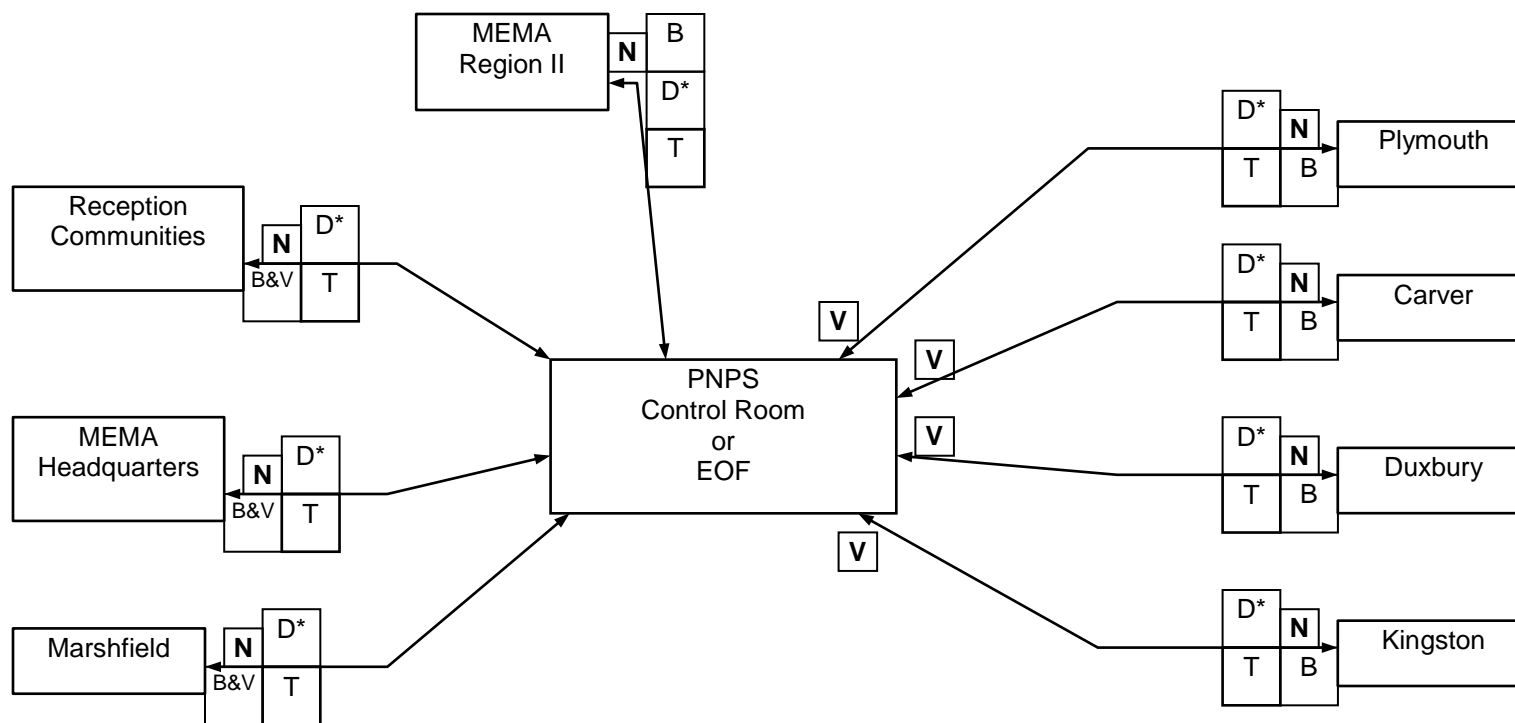 MEMA
Region II
N
B
D*
T
D*
N
Plymouth
T
B
Reception
Communities
N
D*
B&V
T
D*
N
Carver
T
B
V
V
PNPS
Control Room
or
EOF
MEMA
Headquarters
N
D*
B&V
T
V
D*
N
Duxbury
T
B
V
Marshfield
N
D*
B&V
T
D*
N
Kingston
T
B